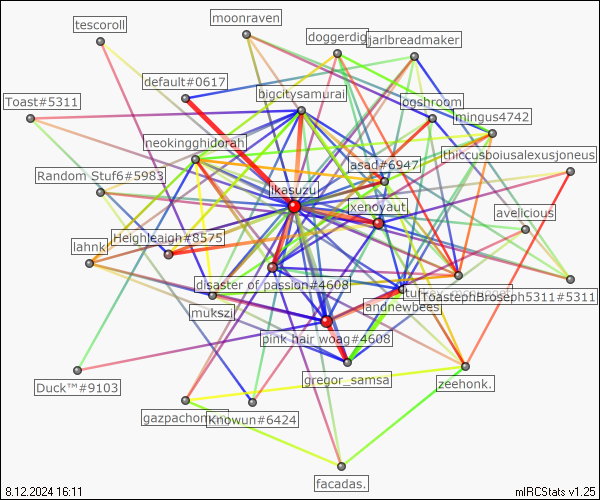 moonraven
tescoroll
doggerdig
jarlbreadmaker
default#0617
bigcitysamurai
Toast#5311
ogshroom
mingus4742
neokingghidorah
thiccusboiusalexusjoneus
asad#6947
Random Stuf6#5983
ikasuzu
xenoyaut
avelicious
Heighleaigh#8575
lahnk
disaster of passion#4608
ToastephBroseph5311#5311
mukszi
andnewbees
pink hair woag#4608
gregor_samsa
Duck™#9103
zeehonk.
Knowun#6424
facadas.
8.12.2024 16:11
mIRCStats v1.25